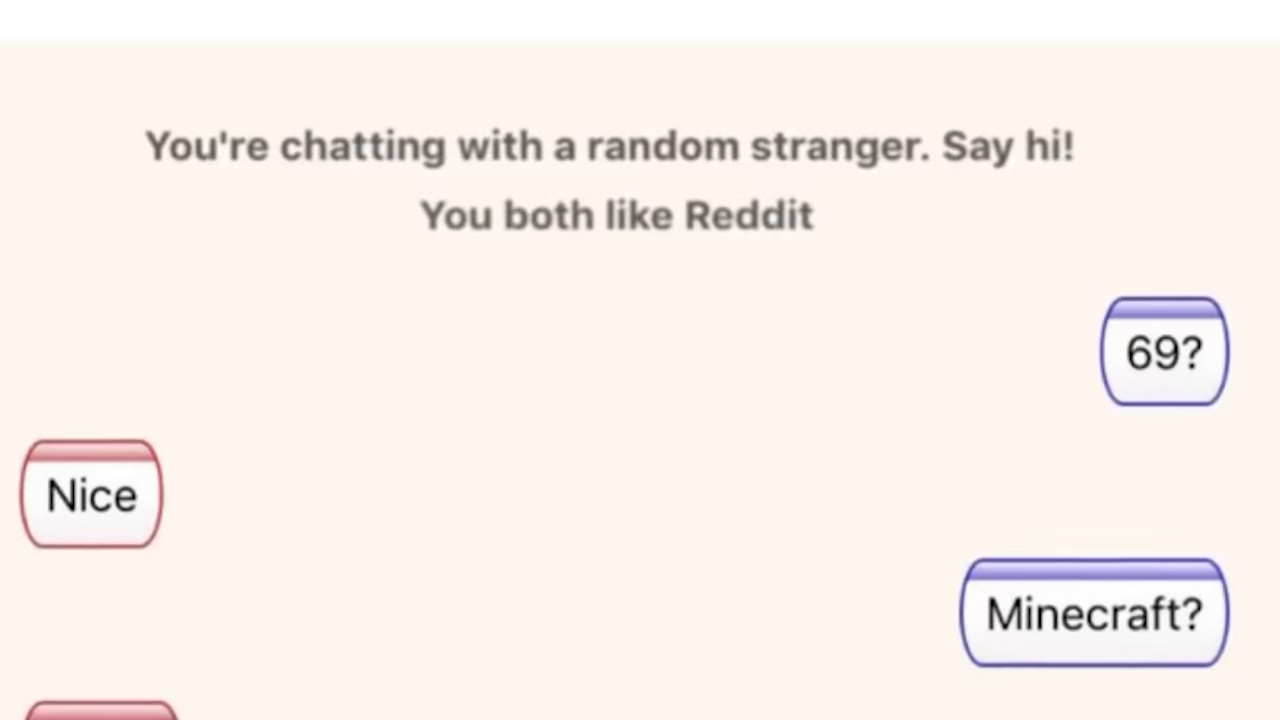 You're chatting with a random stranger. Say hi!
You both like Reddit
69?
Nice
Minecraft?